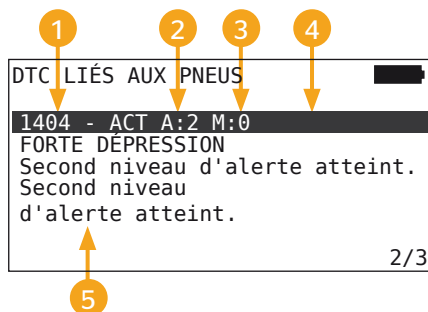 1 2 3 4
DTC LIÉS AUX PNEUS
1404 - ACT A:2 M:0
FORTE DÉPRESSION
Second niveau d'alerte atteint.
Second niveau
d'alerte atteint.
2/3
5